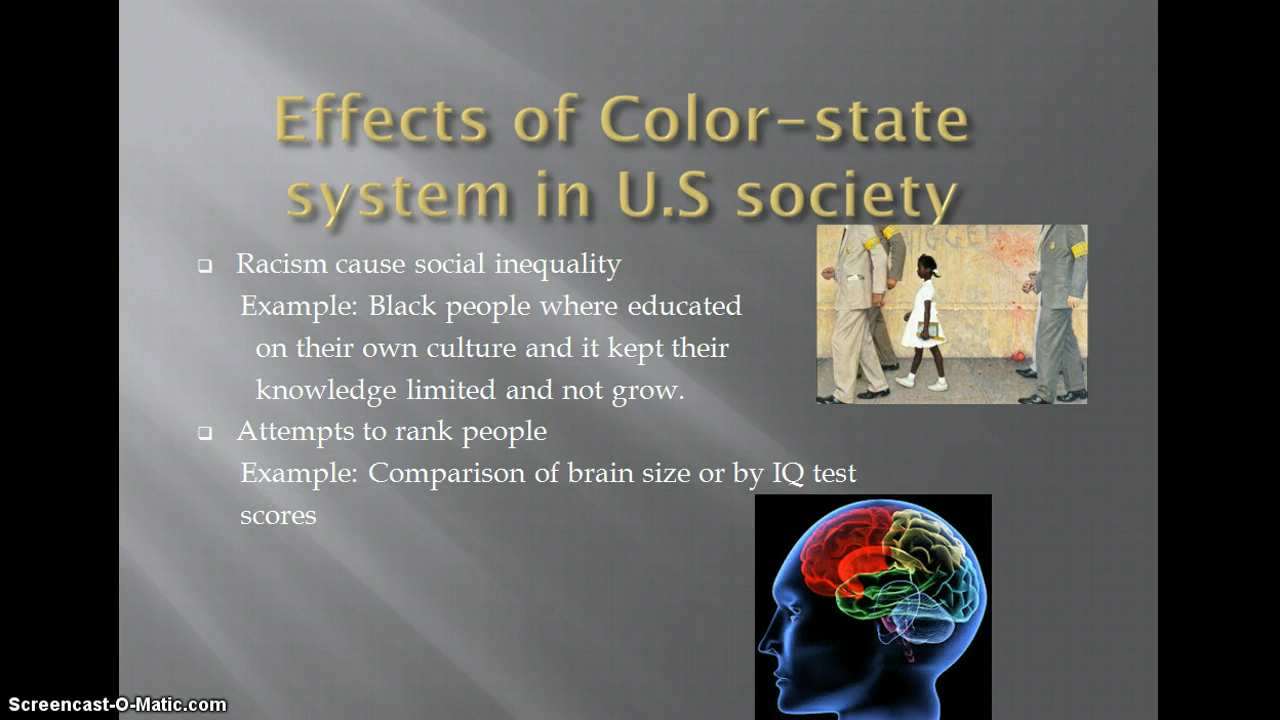 Effects of Color-state
system in U.S society
Racism cause social inequality
Example: Black people where educated
on their own culture and it kept their
knowledge limited and not grow.
Attempts to rank people
Example: Comparison of brain size or by IQ test
scores
Screencast-O-Matic.com